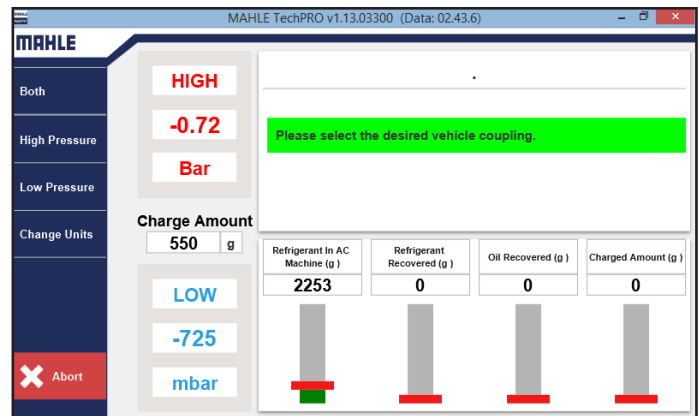 MAHLE TechPRO v1.13.03300 (Data: 02.43.6)
MAHLE
Both
High Pressure
Low Pressure
Change Units
Abort
HIGH
-0.72
Bar
Charge Amount
550 g
LOW
-725
mbar
.
Please select the desired vehicle coupling.
Refrigerant In AC
Machine (g )
2253
Refrigerant
Recovered (g )
0
Oil Recovered (g )
0
Charged Amount (g )
0